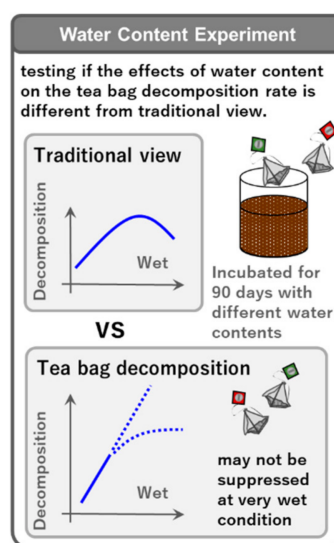 Water Content Experiment
testing if the effects of water content
on the tea bag decomposition rate is
different from traditional view.
Traditional view
Decomposition
Wet
Incubated for
90 days with
different water
contents
VS
Tea bag decomposition
Decomposition
Wet
may not be
suppressed
at very wet
condition